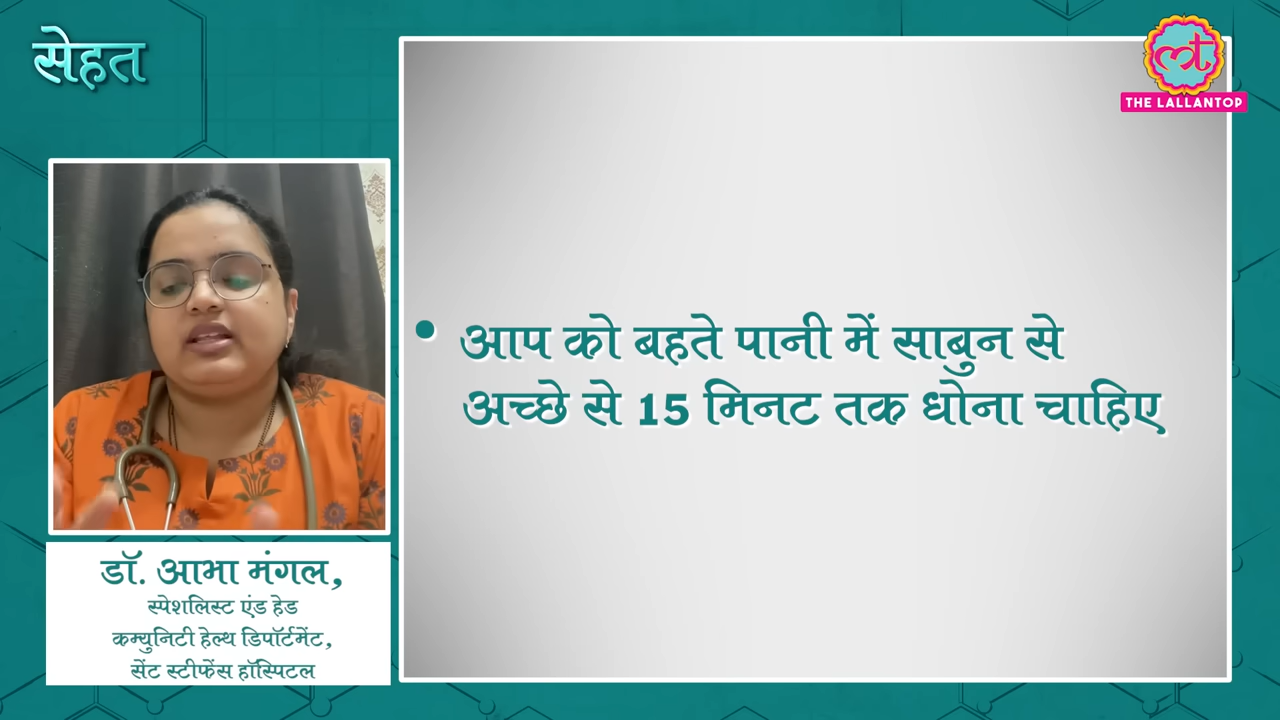 सेहत
THE LALLANTOP
• आप को बहते पानी में साबुन से
अच्छे से 15 मिनट तक धोना चाहिए
डॉ. आभा मंगल,
स्पेशलिस्ट एंड हेड
कम्युनिटी हेल्थ डिपॉर्टमेंट,
सेंट स्टीफेंस हॉस्पिटल